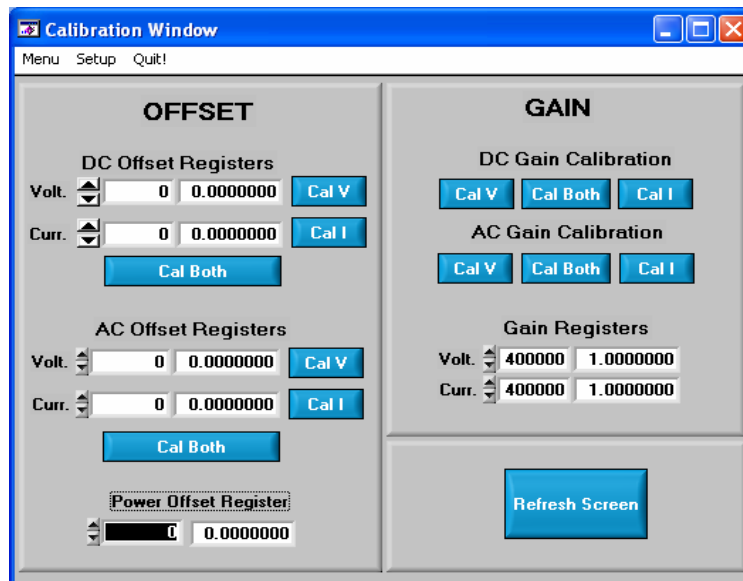 Calibration Window
Menu Setup Quit!
OFFSET
DC Offset Registers
Volt. 0 0.0000000 Cal V
Curr. 0 0.0000000 Cal I
Cal Both
AC Offset Registers
Volt. 0 0.0000000 Cal V
Curr. 0 0.0000000 Cal I
Cal Both
Power Offset Register
0 0.0000000
GAIN
DC Gain Calibration
Cal V Cal Both Cal I
AC Gain Calibration
Cal V Cal Both Cal I
Gain Registers
Volt. 400000 1.0000000
Curr. 400000 1.0000000
Refresh Screen